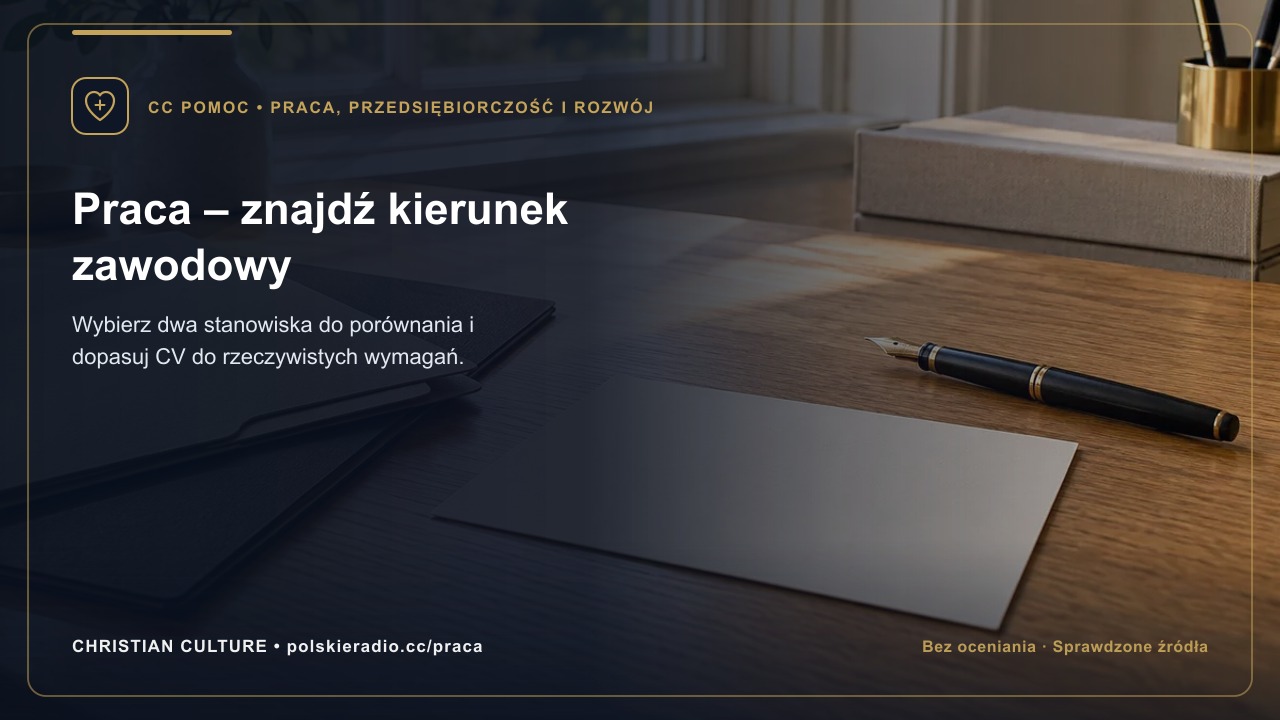 CC POMOC • PRACA, PRZEDSIĘBIORCZOŚĆ I ROZWÓJ
Praca – znajdź kierunek
zawodowy
Wybierz dwa stanowiska do porównania i
dopasuj CV do rzeczywistych wymagań.
CHRISTIAN CULTURE • polskieradio.cc/praca
Bez oceniania · Sprawdzone źródła